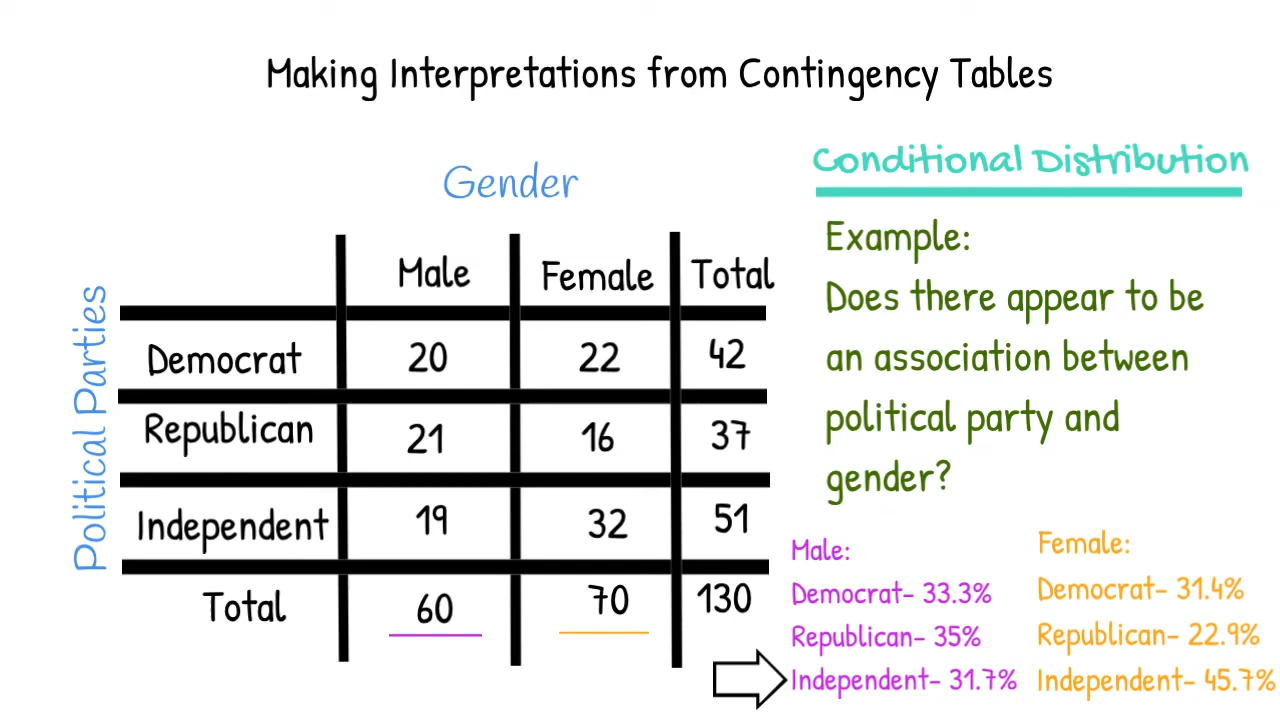 Making Interpretations from Contingency Tables
Gender
Political Parties
Male Female Total
Democrat 20 22 42
Republican 21 16 37
Independent 19 32 51
Total 60 70 130
Conditional Distribution
Example:
Does there appear to be
an association between
political party and
gender?
Male:
Democrat- 33.3%
Republican- 35%
Independent- 31.7%
Female:
Democrat- 31.4%
Republican- 22.9%
Independent- 45.7%